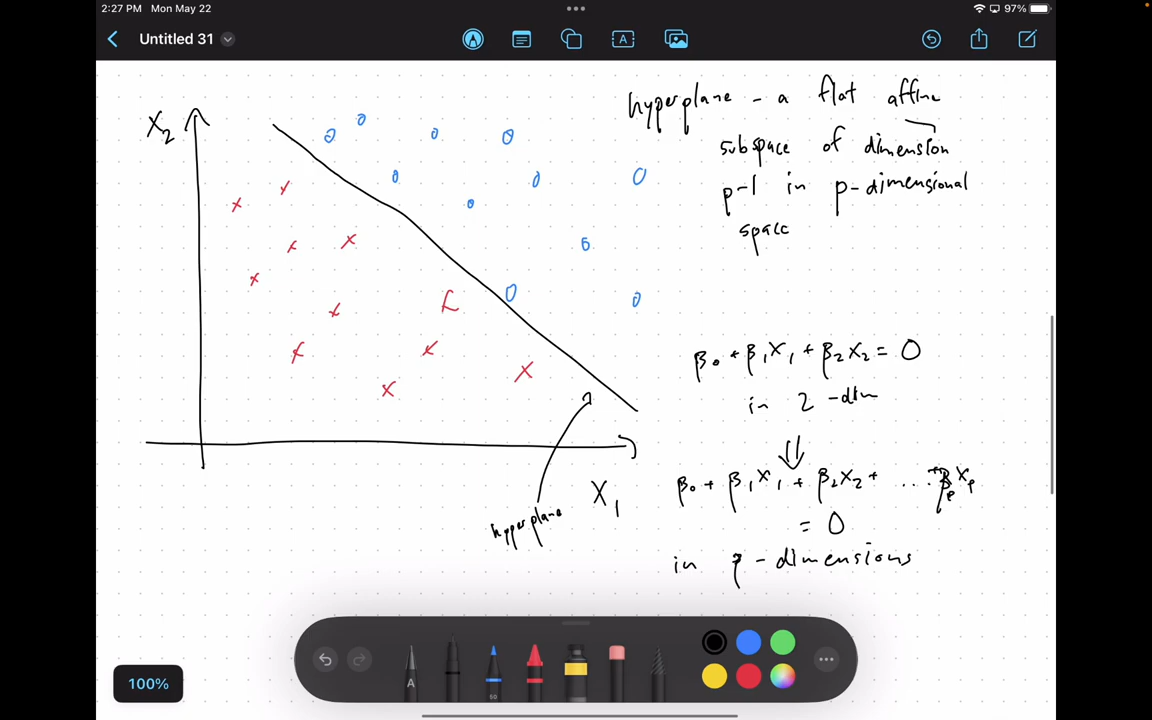 2:27 PM Mon May 22
97%
Untitled 31
A
X₂
hyperplane - a flat affine
subspace of dimension
p-1 in p-dimensional
space
β₀ + β₁X₁ + β₂X₂ = 0
in 2-dim
β₀ + β₁X₁ + β₂X₂ + ... + βₚXₚ
= 0
in p-dimensions
X₁
hyperplane
A
50
100%